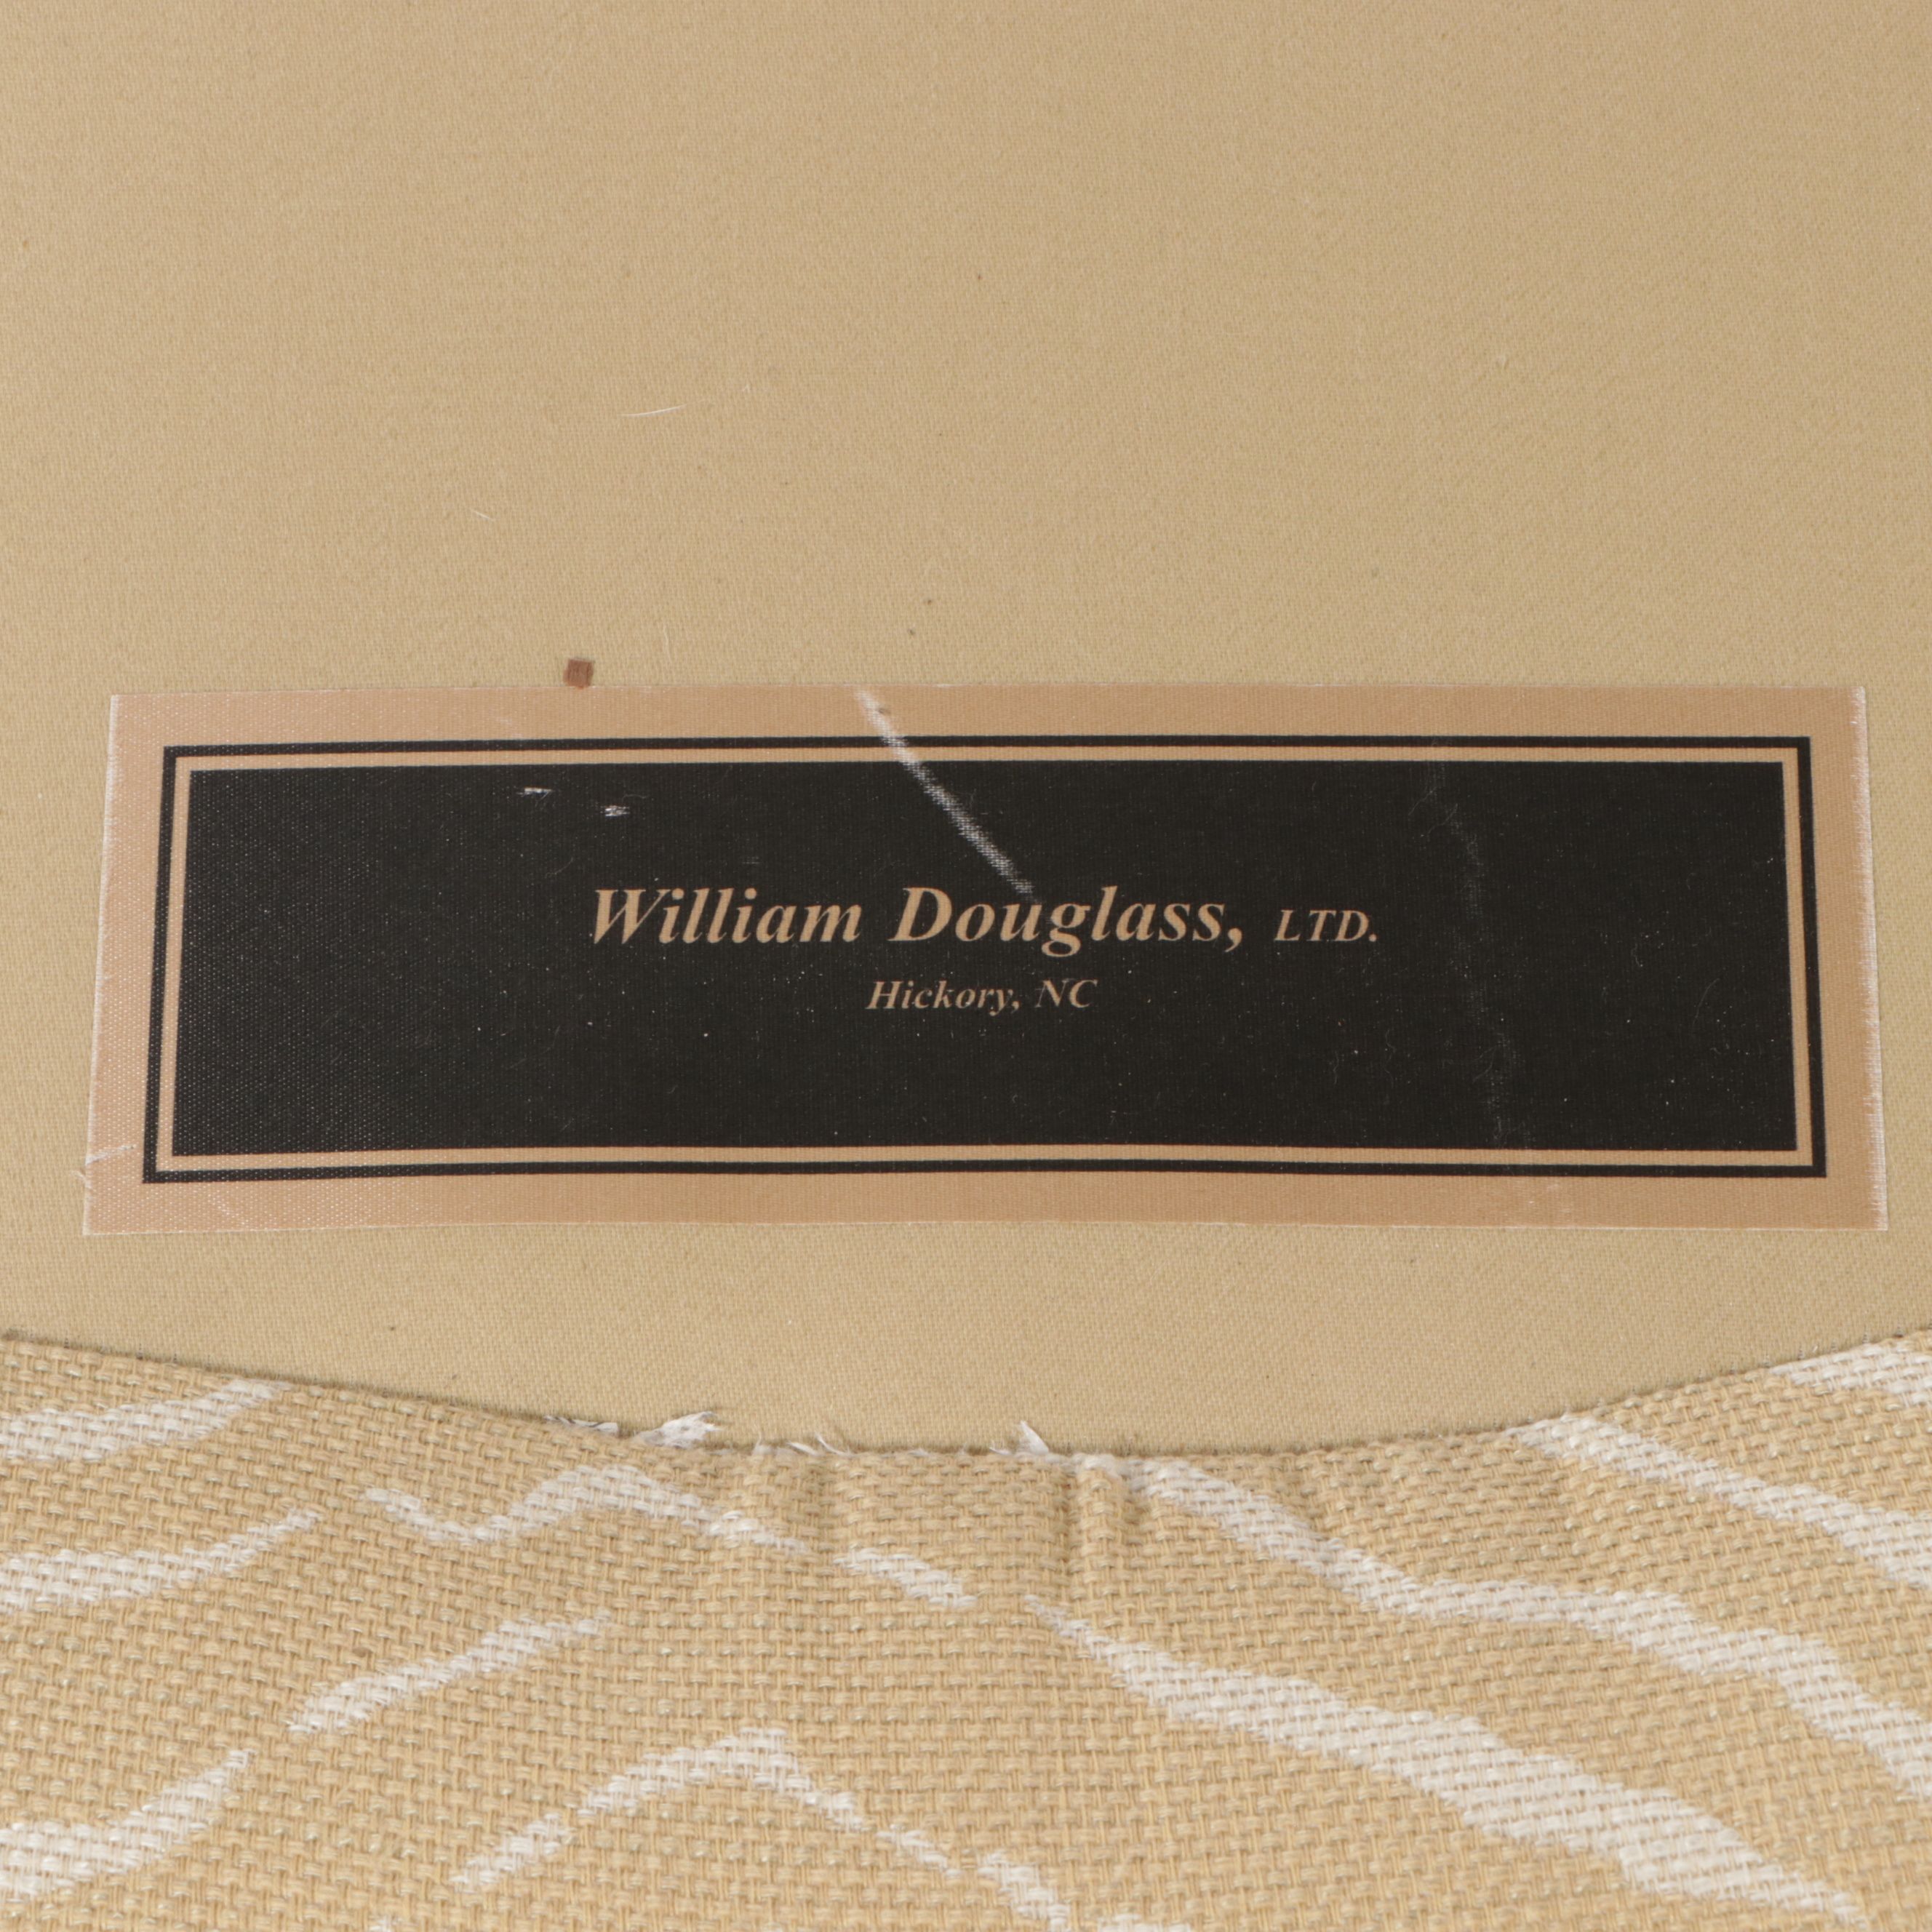 William Douglass, LTD.
Hickory, NC